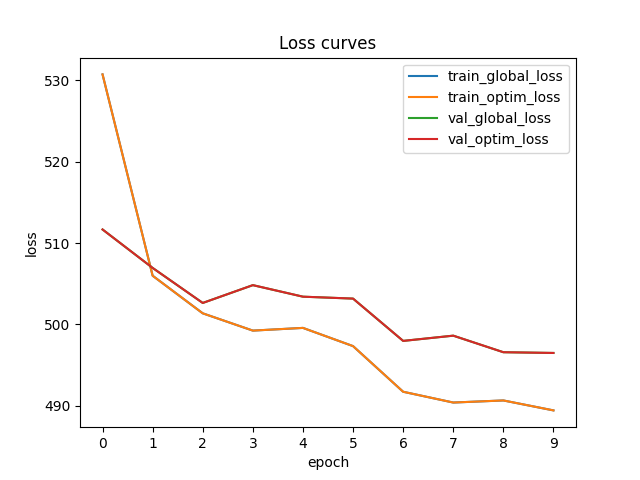 Loss curves
train_global_loss
train_optim_loss
val_global_loss
val_optim_loss
530
520
510
500
490
loss
0 1 2 3 4 5 6 7 8 9
epoch